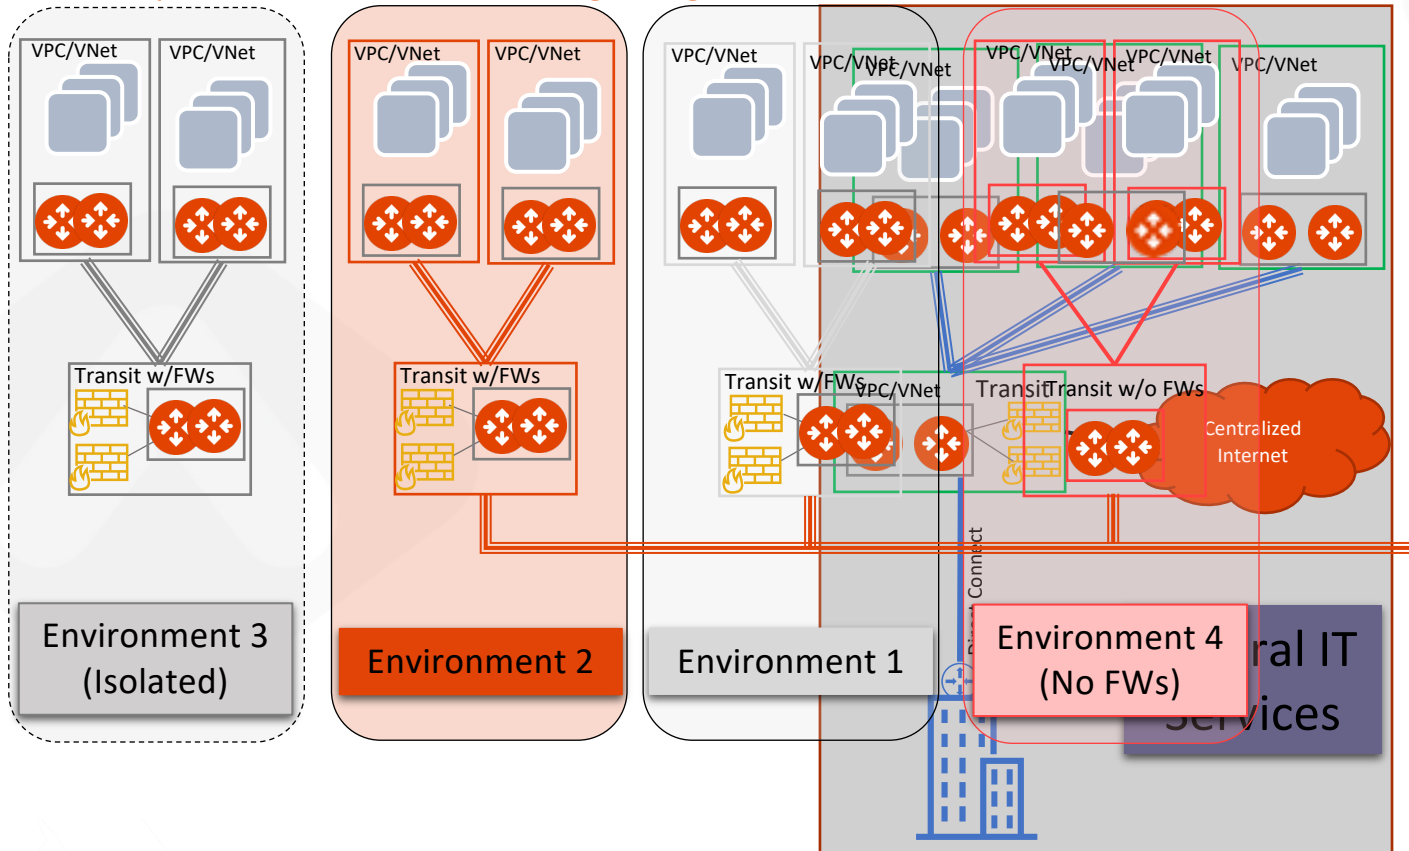 VPC/VNet
VPC/VNet
VPC/VNet
VPC/VNet
VPC/VNet
VPC/VNet
VPC/VNet
VPC/VNet
VPC/VNet
VPC/VNet
VPC/VNet
Transit w/FWs
Transit w/FWs
Transit w/FWs
VPC/VNet
Transit
Transit w/o FWs
Centralized
Internet
Direct Connect
Environment 3
(Isolated)
Environment 2
Environment 1
Environment 4
(No FWs)
ral IT
Services